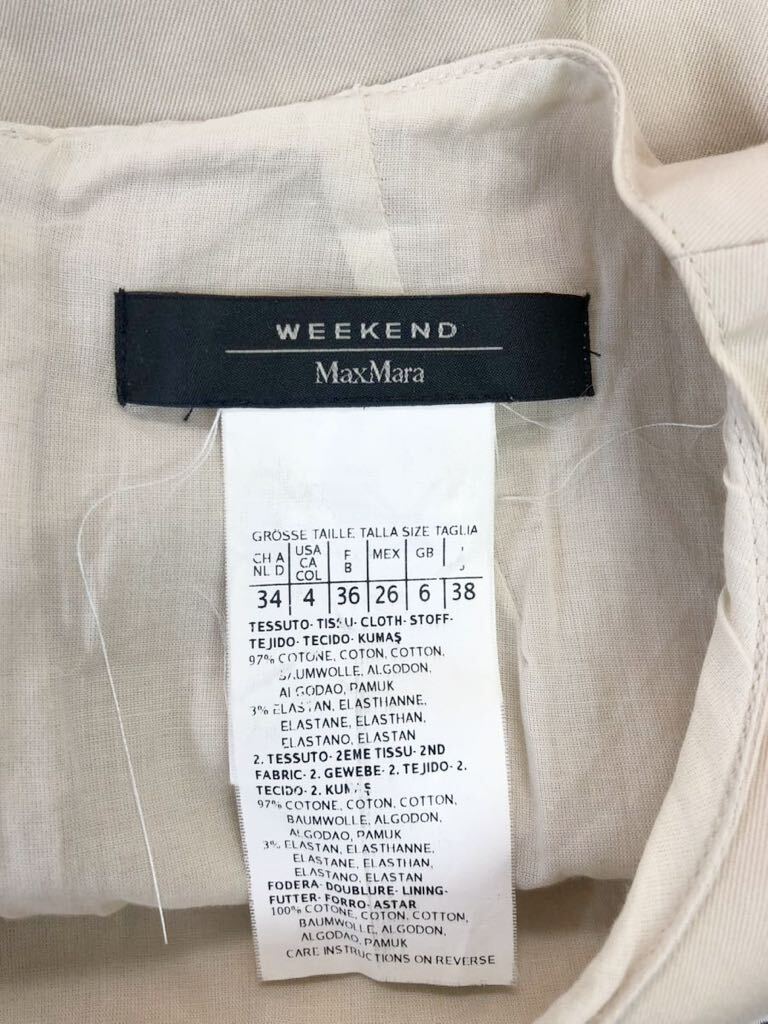 WEEKEND
MaxMara
GRÖSSE TAILLE TALLA SIZE TAGLIA
CH A USA F MEX GB I
NL D CA B
COL
34 4 36 26 6 38
TESSUTO- TISSU- CLOTH- STOFF-
TEJIDO- TECIDO- KUMAŞ
97% COTONE, COTON, COTTON,
BAUMWOLLE, ALGODON,
ALGODAO, PAMUK
3% ELASTAN, ELASTHANNE,
ELASTANE, ELASTHAN,
ELASTANO, ELASTAN
2. TESSUTO- 2EME TISSU- 2ND
FABRIC- 2. GEWEBE- 2. TEJIDO- 2.
TECIDO- 2. KUMAŞ
97% COTONE, COTON, COTTON,
BAUMWOLLE, ALGODON,
ALGODAO, PAMUK
3% ELASTAN, ELASTHANNE,
ELASTANE, ELASTHAN,
ELASTANO, ELASTAN
FODERA- DOUBLURE- LINING-
FUTTER- FORRO- ASTAR
100% COTONE, COTON, COTTON,
BAUMWOLLE, ALGODON,
ALGODAO, PAMUK
CARE INSTRUCTIONS ON REVERSE